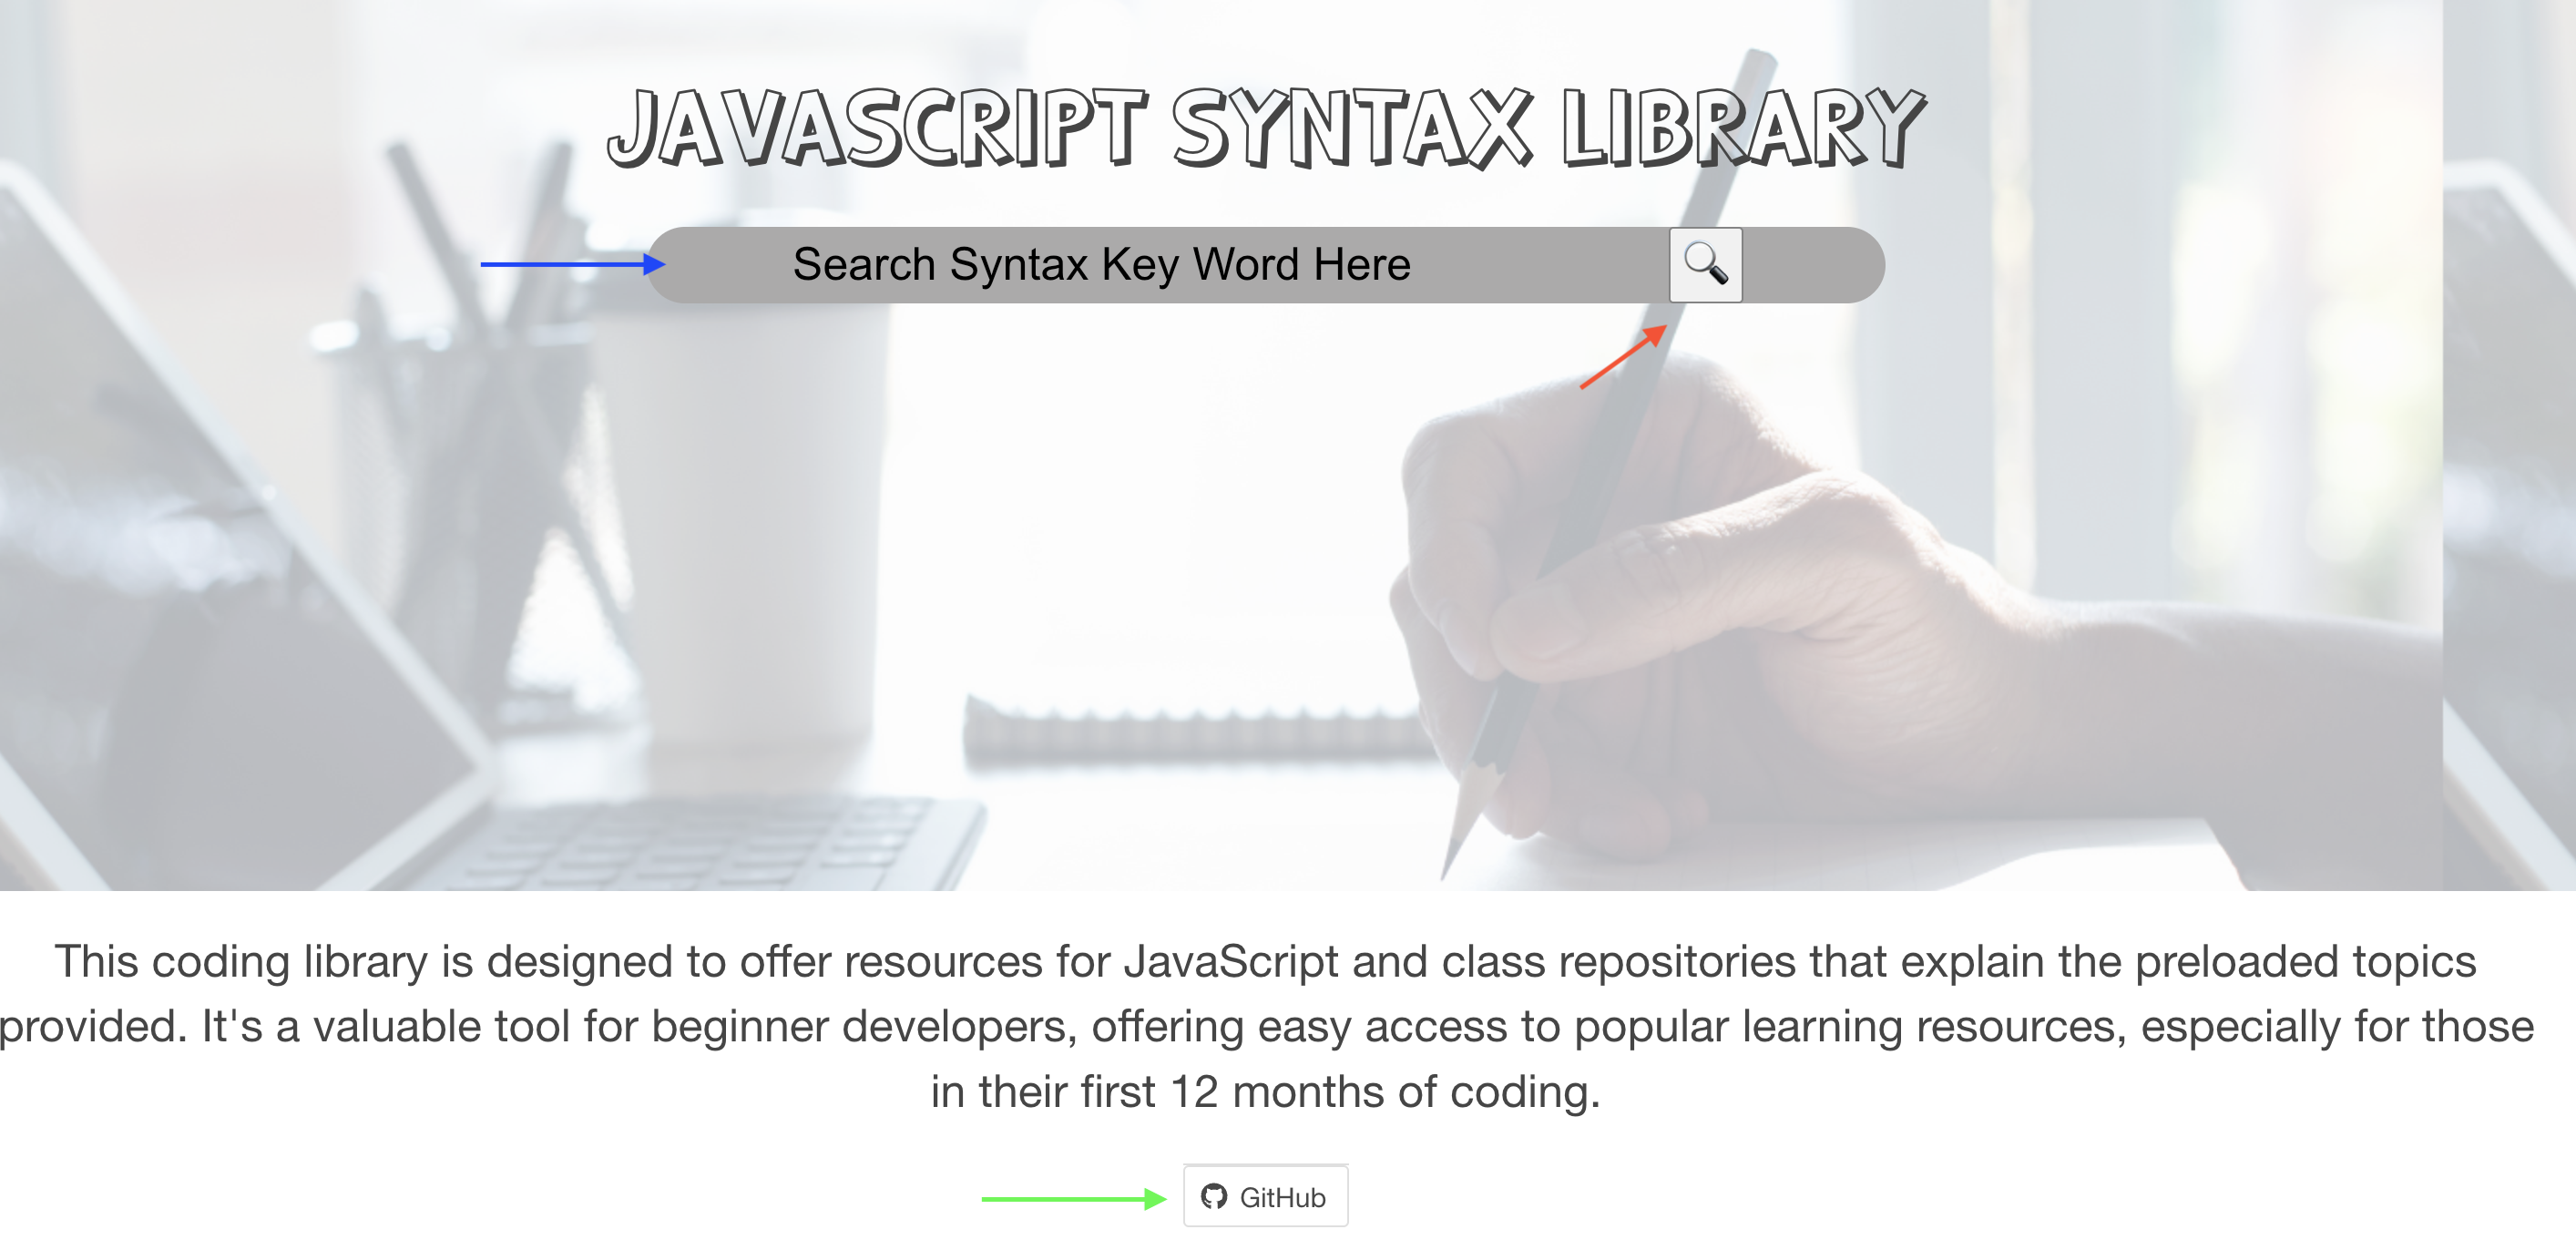 JAVASCRIPT SYNTAX LIBRARY
Search Syntax Key Word Here
This coding library is designed to offer resources for JavaScript and class repositories that explain the preloaded topics
provided. It's a valuable tool for beginner developers, offering easy access to popular learning resources, especially for those
in their first 12 months of coding.
GitHub